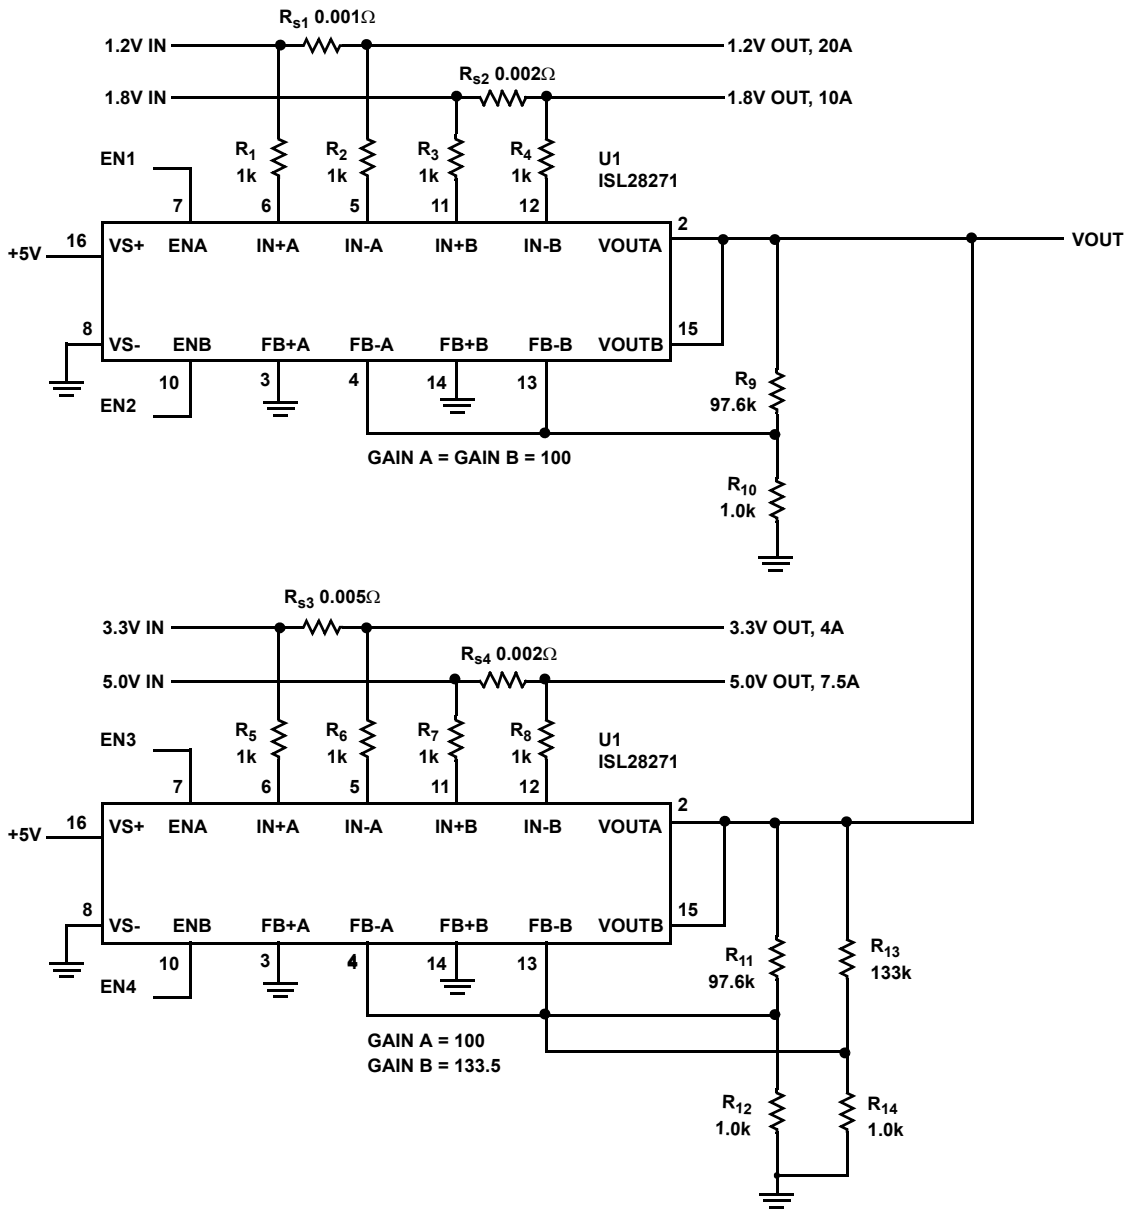 Rs1 0.001Ω
1.2V IN
1.2V OUT, 20A
Rs2 0.002Ω
1.8V IN
1.8V OUT, 10A
EN1
R1
1k
R2
1k
R3
1k
R4
1k
U1
ISL28271
7
6
5
11
12
2
+5V
16
VS+
ENA
IN+A
IN-A
IN+B
IN-B
VOUTA
VOUT
8
VS-
ENB
FB+A
FB-A
FB+B
FB-B
VOUTB
15
10
3
4
14
13
EN2
R9
97.6k
GAIN A = GAIN B = 100
R10
1.0k
Rs3 0.005Ω
3.3V IN
3.3V OUT, 4A
Rs4 0.002Ω
5.0V IN
5.0V OUT, 7.5A
EN3
R5
1k
R6
1k
R7
1k
R8
1k
U1
ISL28271
7
6
5
11
12
2
+5V
16
VS+
ENA
IN+A
IN-A
IN+B
IN-B
VOUTA
8
VS-
ENB
FB+A
FB-A
FB+B
FB-B
VOUTB
15
10
3
4
14
13
EN4
R11
97.6k
R13
133k
GAIN A = 100
GAIN B = 133.5
R12
1.0k
R14
1.0k